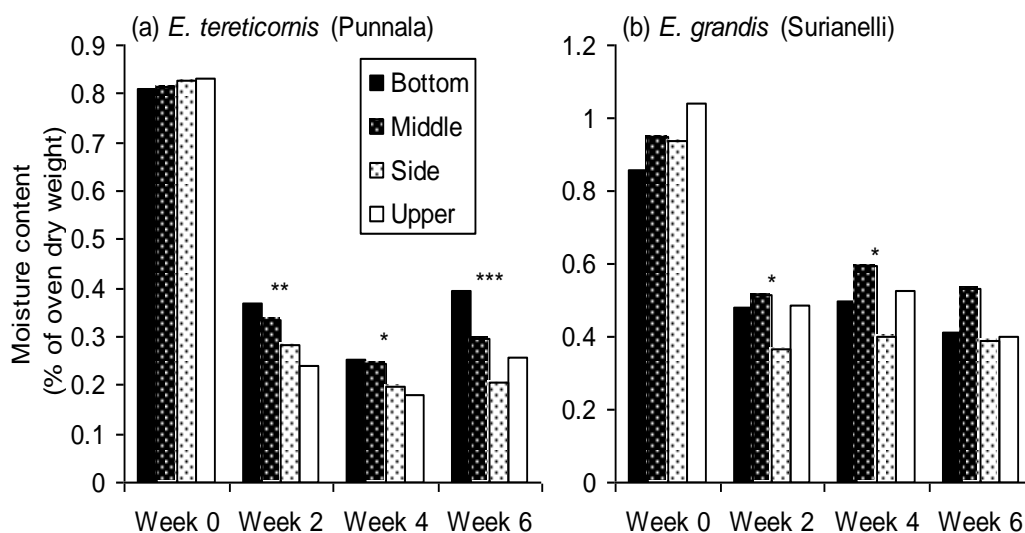 (a) E. tereticornis (Punnala)
(b) E. grandis (Surianelli)
Moisture content
(% of oven dry weight)
0.9
0.8
0.7
0.6
0.5
0.4
0.3
0.2
0.1
0
Bottom
Middle
Side
Upper
**
*
***
Week 0 Week 2 Week 4 Week 6
1.2
1
0.8
0.6
0.4
0.2
0
*
*
Week 0 Week 2 Week 4 Week 6